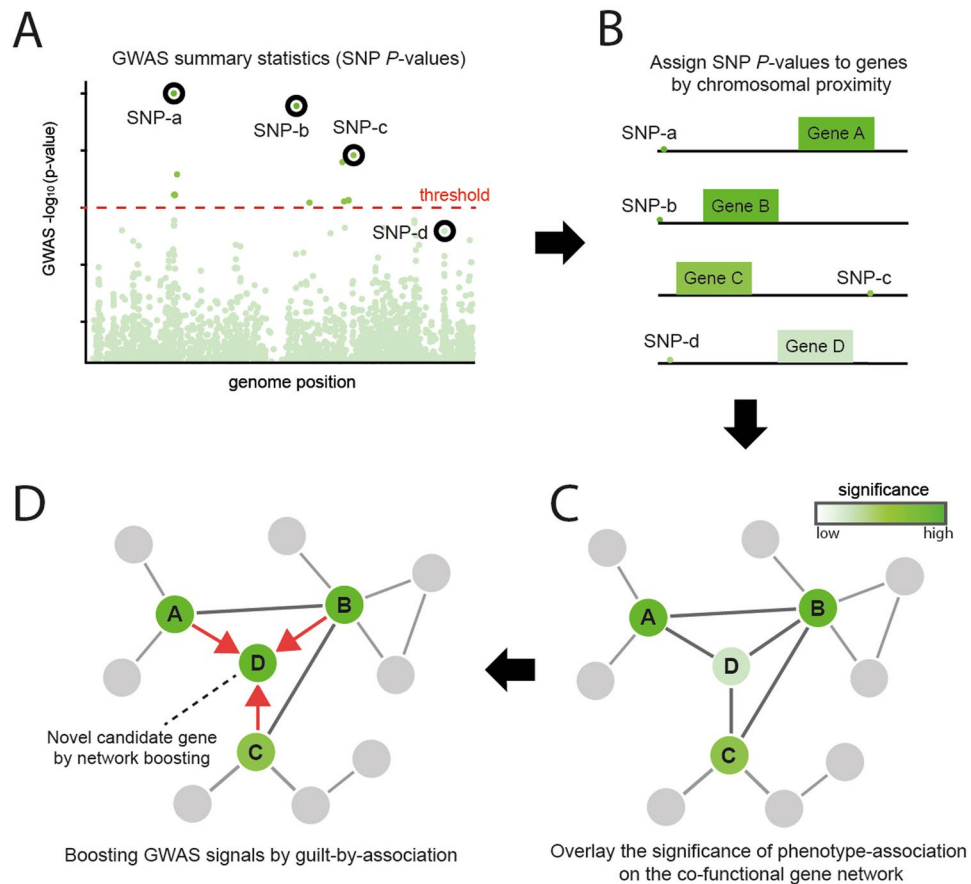 A
GWAS summary statistics (SNP P-values)
SNP-a
SNP-b
SNP-c
threshold
SNP-d
GWAS -log10 (p-value)
genome position
B
Assign SNP P-values to genes
by chromosomal proximity
SNP-a
Gene A
SNP-b
Gene B
Gene C
SNP-c
SNP-d
Gene D
D
A
B
D
C
Novel candidate gene
by network boosting
Boosting GWAS signals by guilt-by-association
C
significance
low high
A
B
D
C
Overlay the significance of phenotype-association
on the co-functional gene network